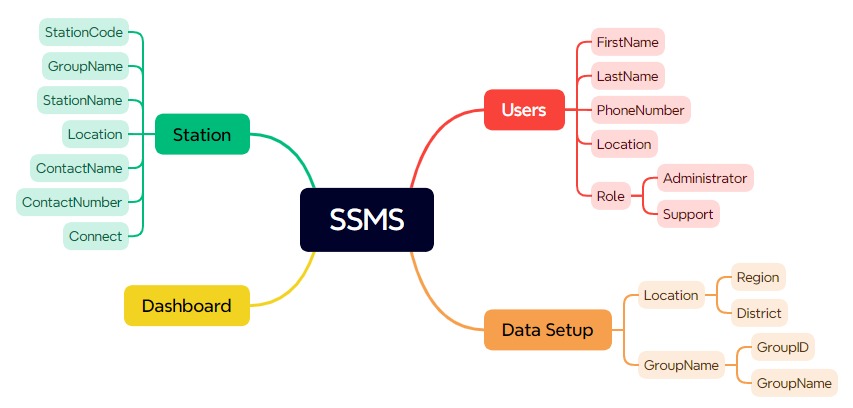 SSMS
Station
StationCode
GroupName
StationName
Location
ContactName
ContactNumber
Connect
Dashboard
Users
FirstName
LastName
PhoneNumber
Location
Role
Administrator
Support
Data Setup
Location
Region
District
GroupName
GroupID
GroupName